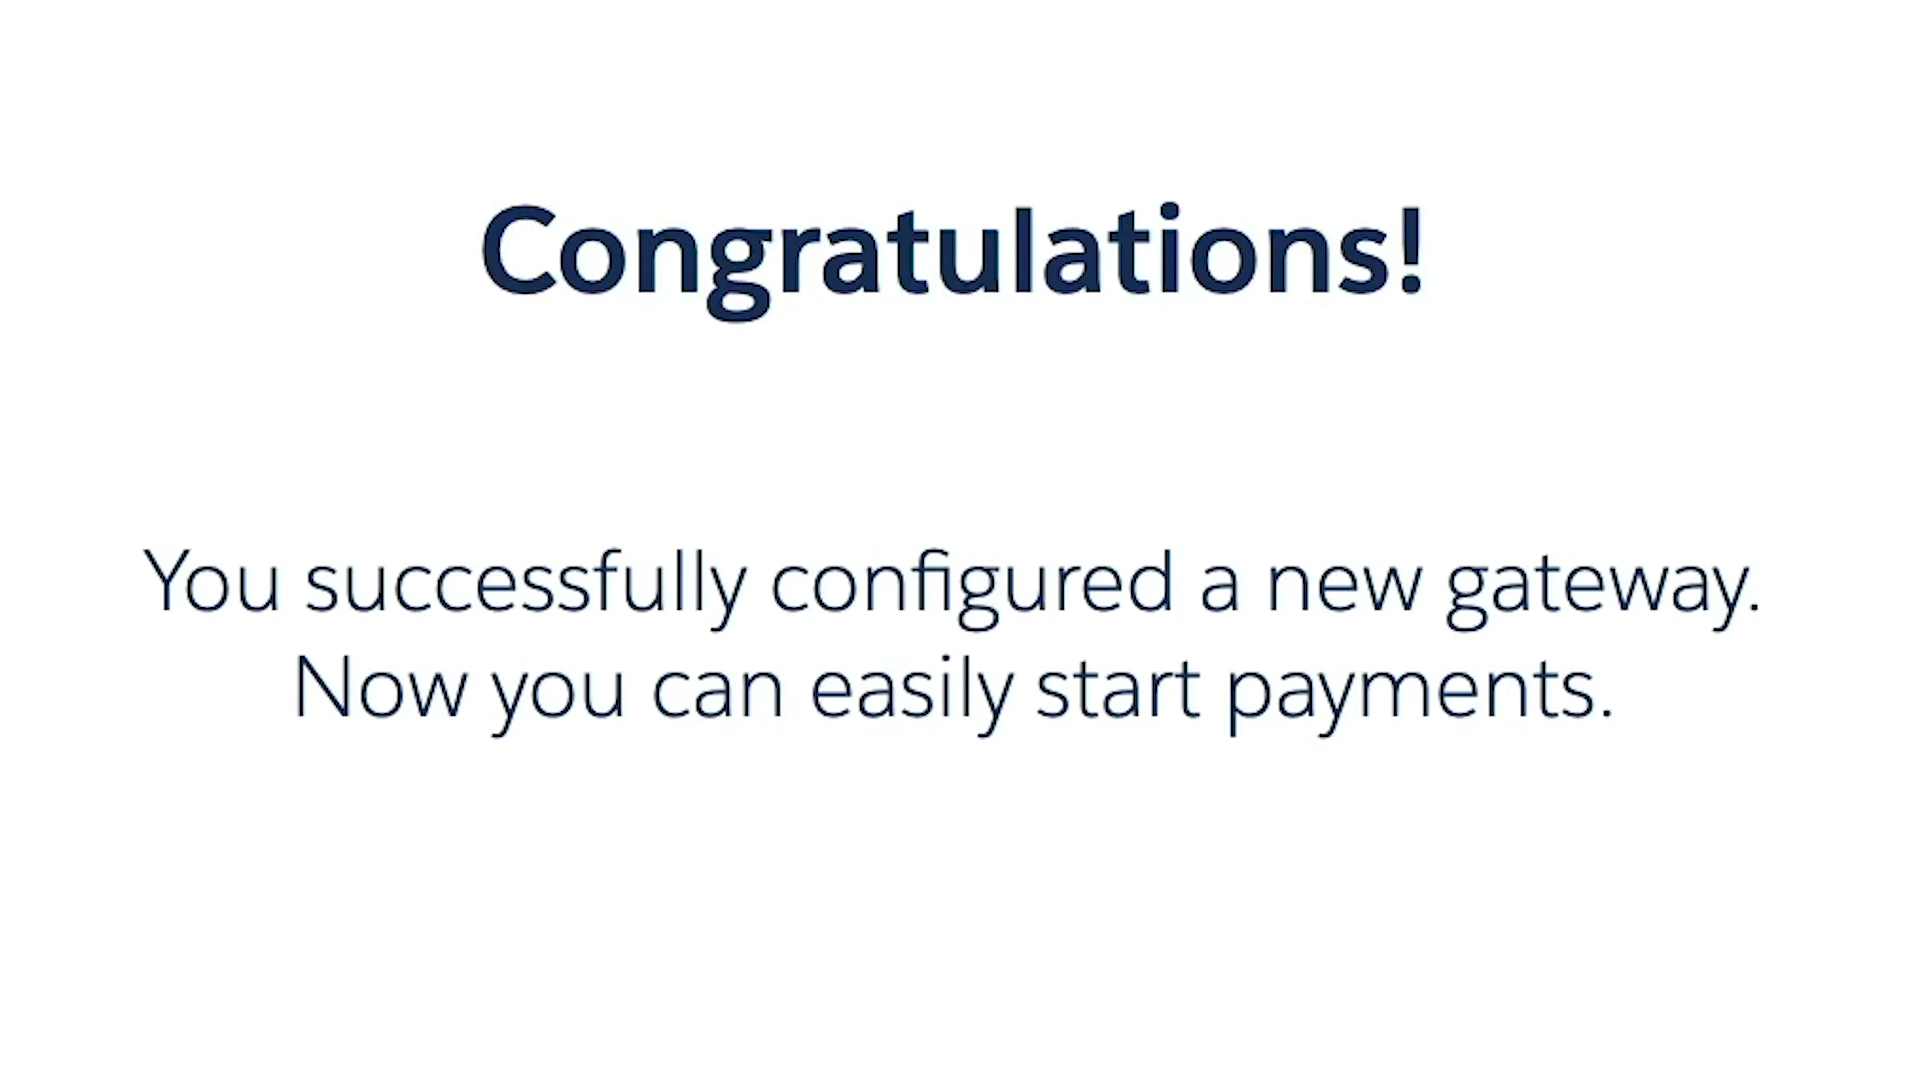 Congratulations!
You successfully configured a new gateway.
Now you can easily start payments.